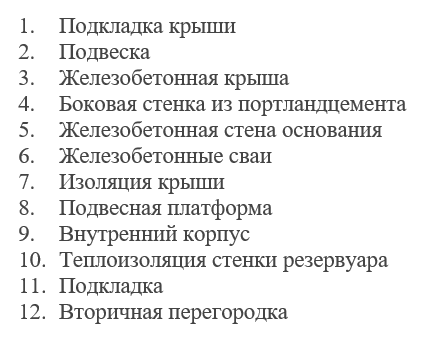 1. Подкладка крыши
2. Подвеска
3. Железобетонная крыша
4. Боковая стенка из портландцемента
5. Железобетонная стена основания
6. Железобетонные сваи
7. Изоляция крыши
8. Подвесная платформа
9. Внутренний корпус
10. Теплоизоляция стенки резервуара
11. Подкладка
12. Вторичная перегородка